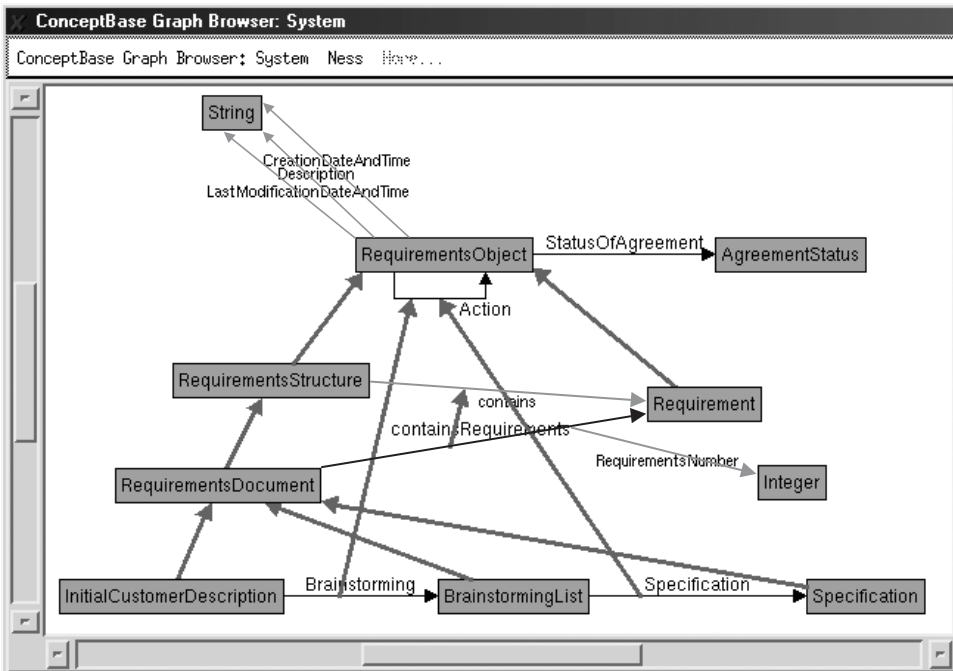 ConceptBase Graph Browser: System
ConceptBase Graph Browser: System Ness Hope...
String
CreationDateAndTime
Description
LastModificationDateAndTime
RequirementsObject
StatusOfAgreement
AgreementStatus
Action
RequirementsStructure
contains
Requirement
containsRequirements
RequirementsNumber
RequirementsDocument
Integer
InitialCustomerDescription
Brainstorming
BrainstormingList
Specification
Specification